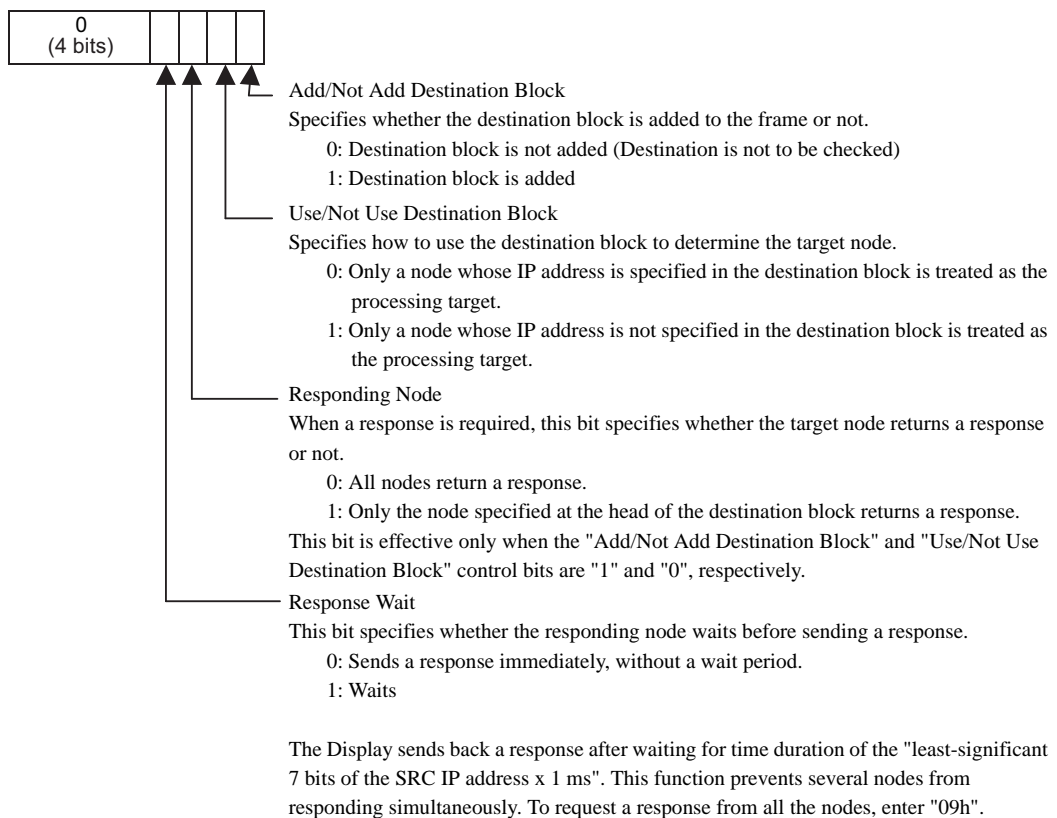 0
(4 bits)
Add/Not Add Destination Block
Specifies whether the destination block is added to the frame or not.
0: Destination block is not added (Destination is not to be checked)
1: Destination block is added
Use/Not Use Destination Block
Specifies how to use the destination block to determine the target node.
0: Only a node whose IP address is specified in the destination block is treated as the
processing target.
1: Only a node whose IP address is not specified in the destination block is treated as
the processing target.
Responding Node
When a response is required, this bit specifies whether the target node returns a response
or not.
0: All nodes return a response.
1: Only the node specified at the head of the destination block returns a response.
This bit is effective only when the "Add/Not Add Destination Block" and "Use/Not Use
Destination Block" control bits are "1" and "0", respectively.
Response Wait
This bit specifies whether the responding node waits before sending a response.
0: Sends a response immediately, without a wait period.
1: Waits
The Display sends back a response after waiting for time duration of the "least-significant
7 bits of the SRC IP address x 1 ms". This function prevents several nodes from
responding simultaneously. To request a response from all the nodes, enter "09h".